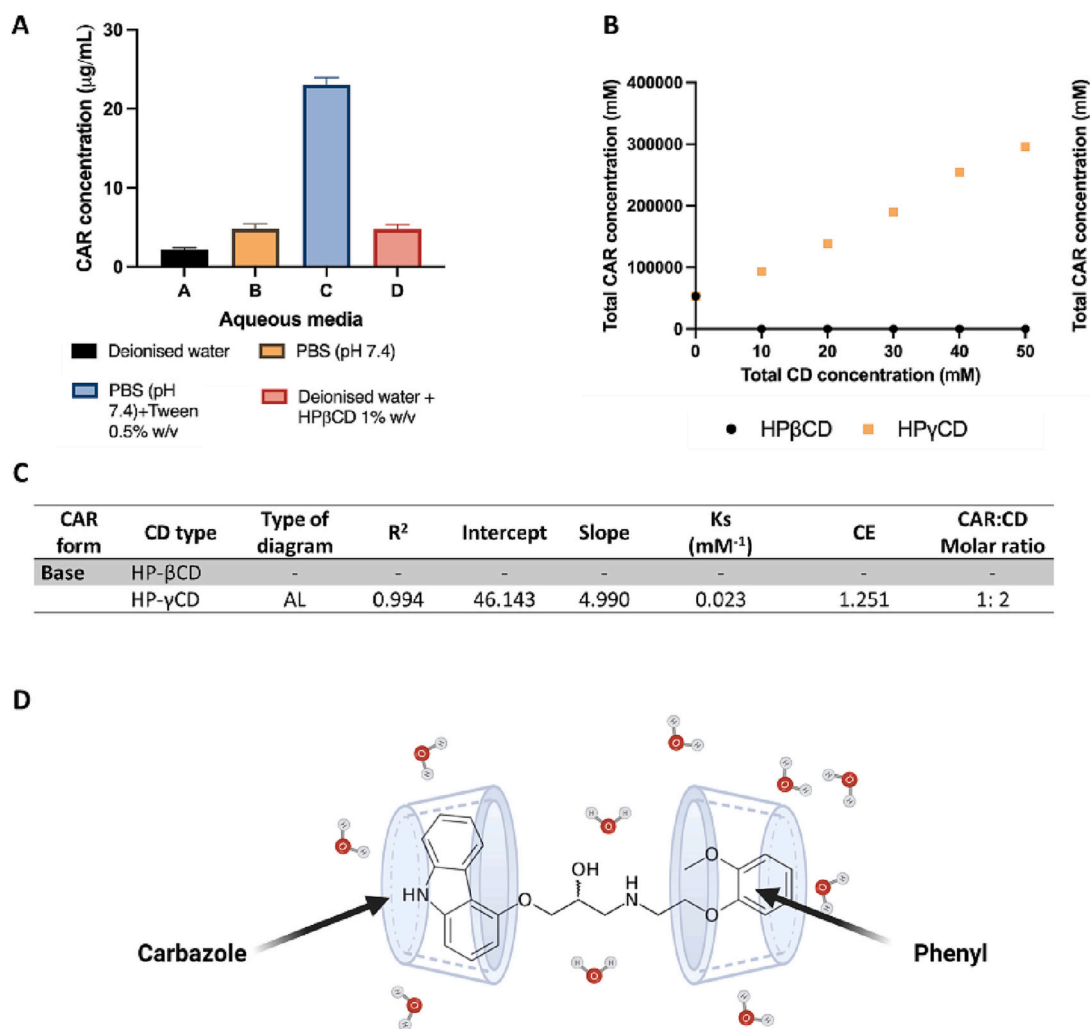 A
30
20
10
0
CAR concentration (μg/mL)
A B C D
Aqueous media
Deionised water
PBS (pH 7.4)
PBS (pH
7.4)+Tween
0.5% w/v
Deionised water +
HPβCD 1% w/v
B
400000
300000
200000
100000
0
Total CAR concentration (mM)
0 10 20 30 40 50
Total CD concentration (mM)
HPβCD HPγCD
Total CAR concentration (mM)
C
CAR form CD type Type of diagram R² Intercept Slope Ks (mM⁻¹) CE CAR:CD Molar ratio
Base HP-βCD - - - - - - -
HP-γCD AL 0.994 46.143 4.990 0.023 1.251 1: 2
D
H O H
H O H
H O H
H O H
H O H
H O H
H O H
H O H
H O H
H O H
HN
O
OH
N
H
O
O
Carbazole
Phenyl